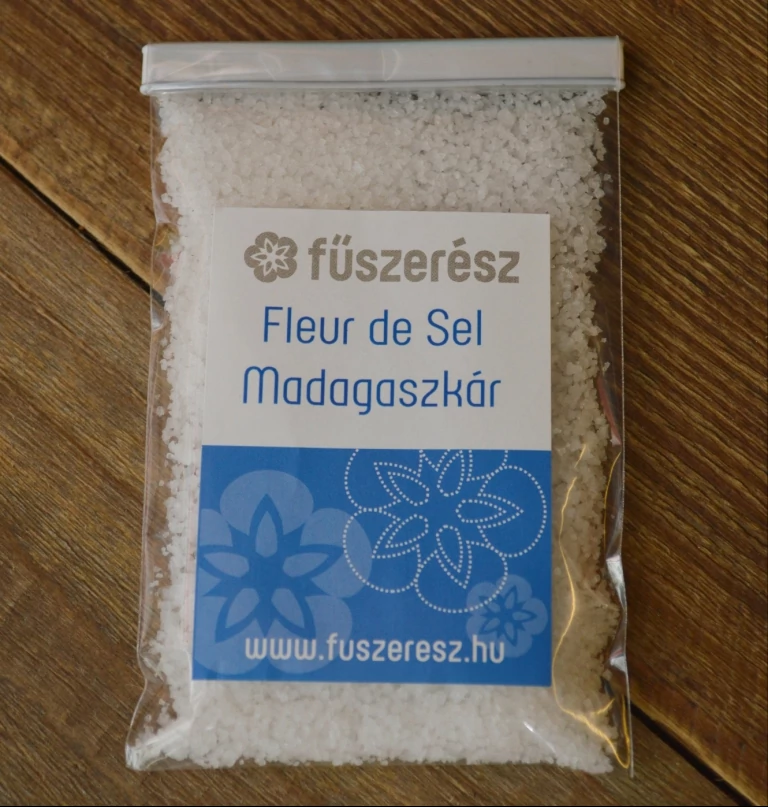 fűszerész
Fleur de Sel
Madagaszkár
www.fuszeresz.hu